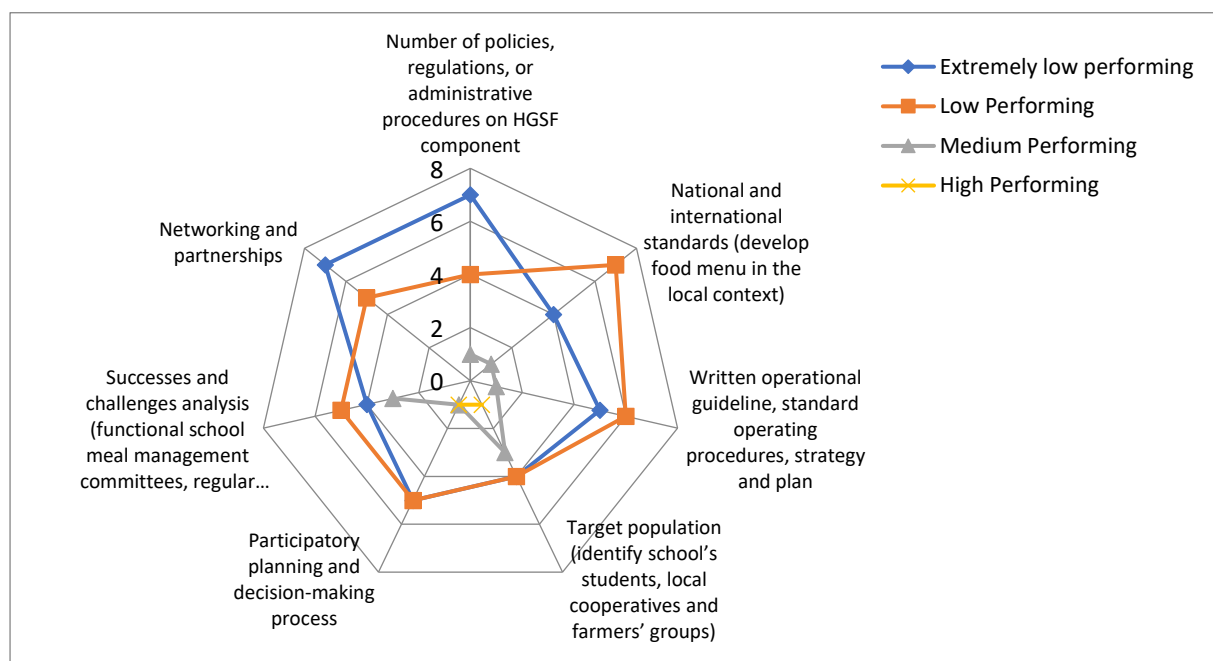 Number of policies,
regulations, or
administrative
procedures on HGSF
component
Extremely low performing
Low Performing
Medium Performing
High Performing
8
6
4
2
0
National and
international
standards (develop
food menu in the
local context)
Written operational
guideline, standard
operating
procedures, strategy
and plan
Target population
(identify school’s
students, local
cooperatives and
farmers’ groups)
Participatory
planning and
decision-making
process
Successes and
challenges analysis
(functional school
meal management
committees, regular…
Networking and
partnerships